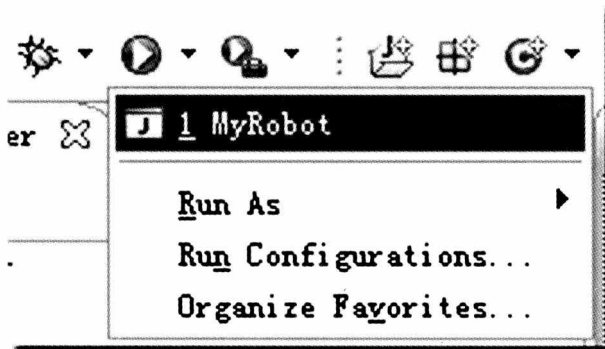 er
1 MyRobot
Run As
Run Configurations...
Organize Favorites...